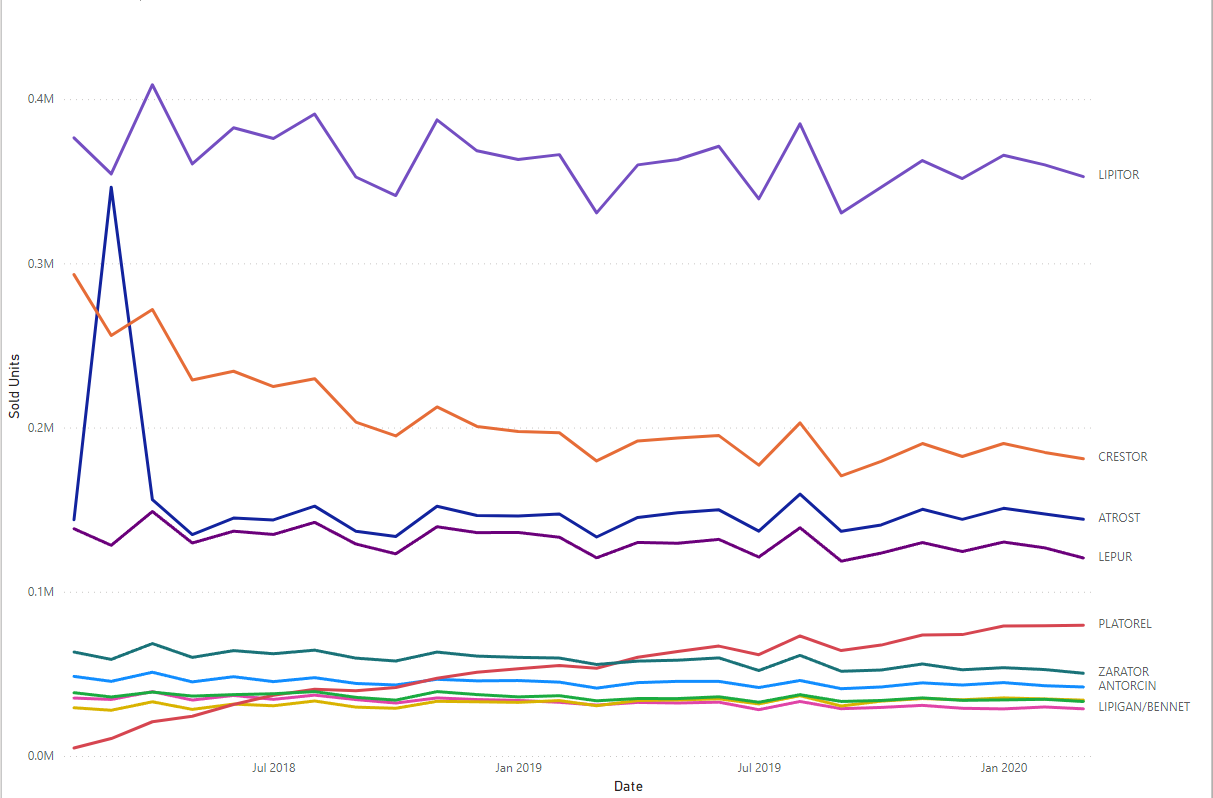 0.4M
LIPITOR
0.3M
Sold Units
0.2M
CRESTOR
ATROST
LEPUR
0.1M
PLATOREL
ZARATOR
ANTORCIN
LIPIGAN/BENNET
0.0M
Jul 2018 Jan 2019 Jul 2019 Jan 2020
Date